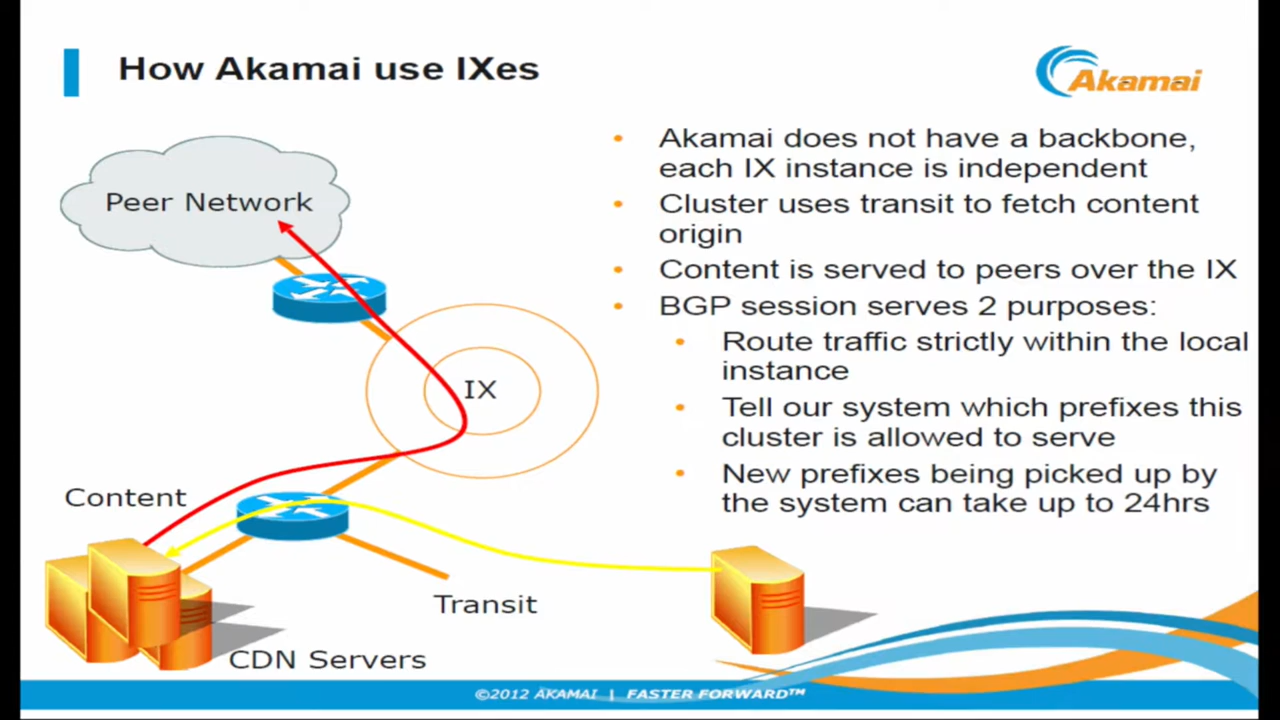 How Akamai use IXes
Akamai
Peer Network
IX
Content
Transit
CDN Servers
Akamai does not have a backbone,
each IX instance is independent
Cluster uses transit to fetch content
origin
Content is served to peers over the IX
BGP session serves 2 purposes:
Route traffic strictly within the local
instance
Tell our system which prefixes this
cluster is allowed to serve
New prefixes being picked up by
the system can take up to 24hrs
©2012 AKAMAI | FASTER FORWARD™